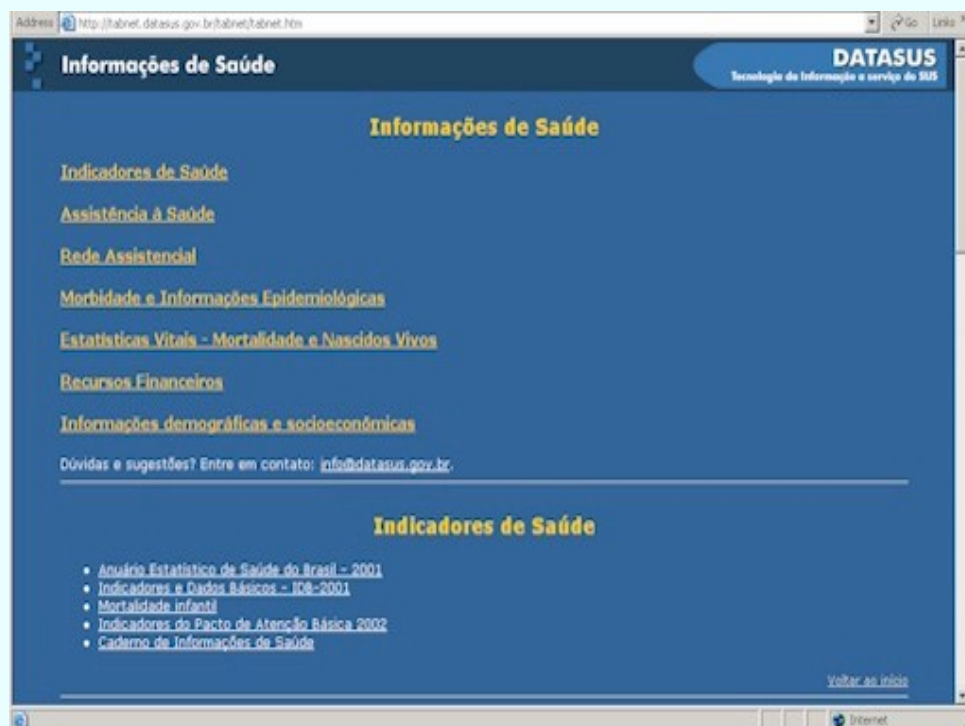 Address http://tabnet.datasus.gov.br/tabnet/tabnet.htm Go Links
Informações de Saúde
DATASUS
Tecnologia da Informação a serviço do SUS
Informações de Saúde
Indicadores de Saúde
Assistência à Saúde
Rede Assistencial
Morbidade e Informações Epidemiológicas
Estatísticas Vitais - Mortalidade e Nascidos Vivos
Recursos Financeiros
Informações demográficas e socioeconômicas
Dúvidas e sugestões? Entre em contato: info@datasus.gov.br.
Indicadores de Saúde
• Anuário Estatístico de Saúde do Brasil - 2001
• Indicadores e Dados Básicos - IDB-2001
• Mortalidade infantil
• Indicadores do Pacto de Atenção Básica 2002
• Caderno de Informações de Saúde
Voltar ao início
Internet